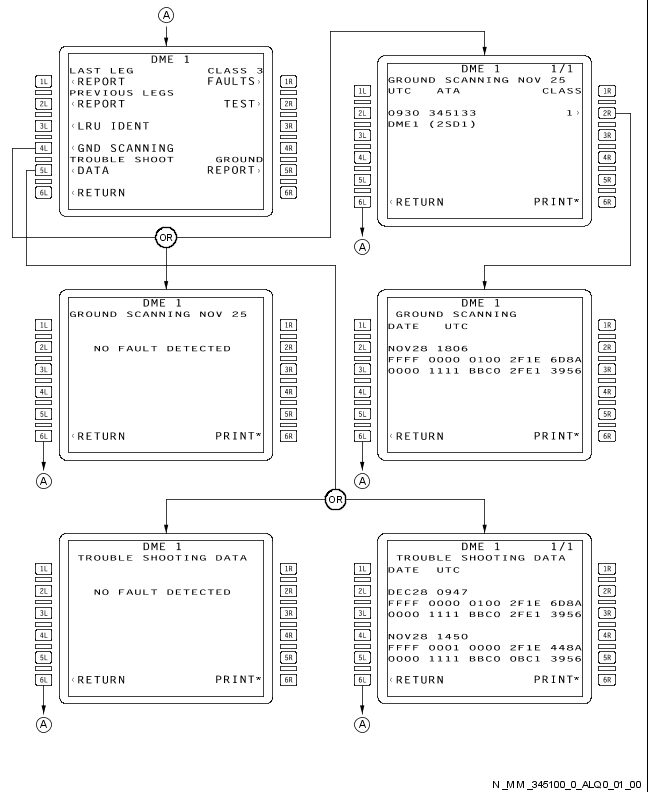 A
DME 1
LAST LEG CLASS 3
1L ‹REPORT FAULTS› 1R
PREVIOUS LEGS
2L ‹REPORT TEST› 2R
3L ‹LRU IDENT 3R
4L ‹GND SCANNING 4R
TROUBLE SHOOT GROUND
5L ‹DATA REPORT› 5R
6L ‹RETURN 6R
DME 1 1/1
GROUND SCANNING NOV 25
1L UTC ATA CLASS 1R
2L 0930 345133 1› 2R
3L DME1 (2SD1) 3R
4L 4R
5L 5R
6L ‹RETURN PRINT* 6R
A
OR
DME 1
GROUND SCANNING NOV 25
1L 1R
2L NO FAULT DETECTED 2R
3L 3R
4L 4R
5L 5R
6L ‹RETURN PRINT* 6R
A
DME 1
GROUND SCANNING
1L DATE UTC 1R
2L NOV28 1806 2R
FFFF 0000 0100 2F1E 6D8A
3L 0000 1111 BBC0 2FE1 3956 3R
4L 4R
5L 5R
6L ‹RETURN PRINT* 6R
A
OR
DME 1
TROUBLE SHOOTING DATA
1L 1R
2L NO FAULT DETECTED 2R
3L 3R
4L 4R
5L 5R
6L ‹RETURN PRINT* 6R
A
DME 1 1/1
TROUBLE SHOOTING DATA
1L DATE UTC 1R
2L DEC28 0947 2R
FFFF 0000 0100 2F1E 6D8A
3L 0000 1111 BBC0 2FE1 3956 3R
4L NOV28 1450 4R
FFFF 0001 0000 2F1E 448A
5L 0000 1111 BBC0 0BC1 3956 5R
6L ‹RETURN PRINT* 6R
A
N_MM_345100_0_ALQ0_01_00